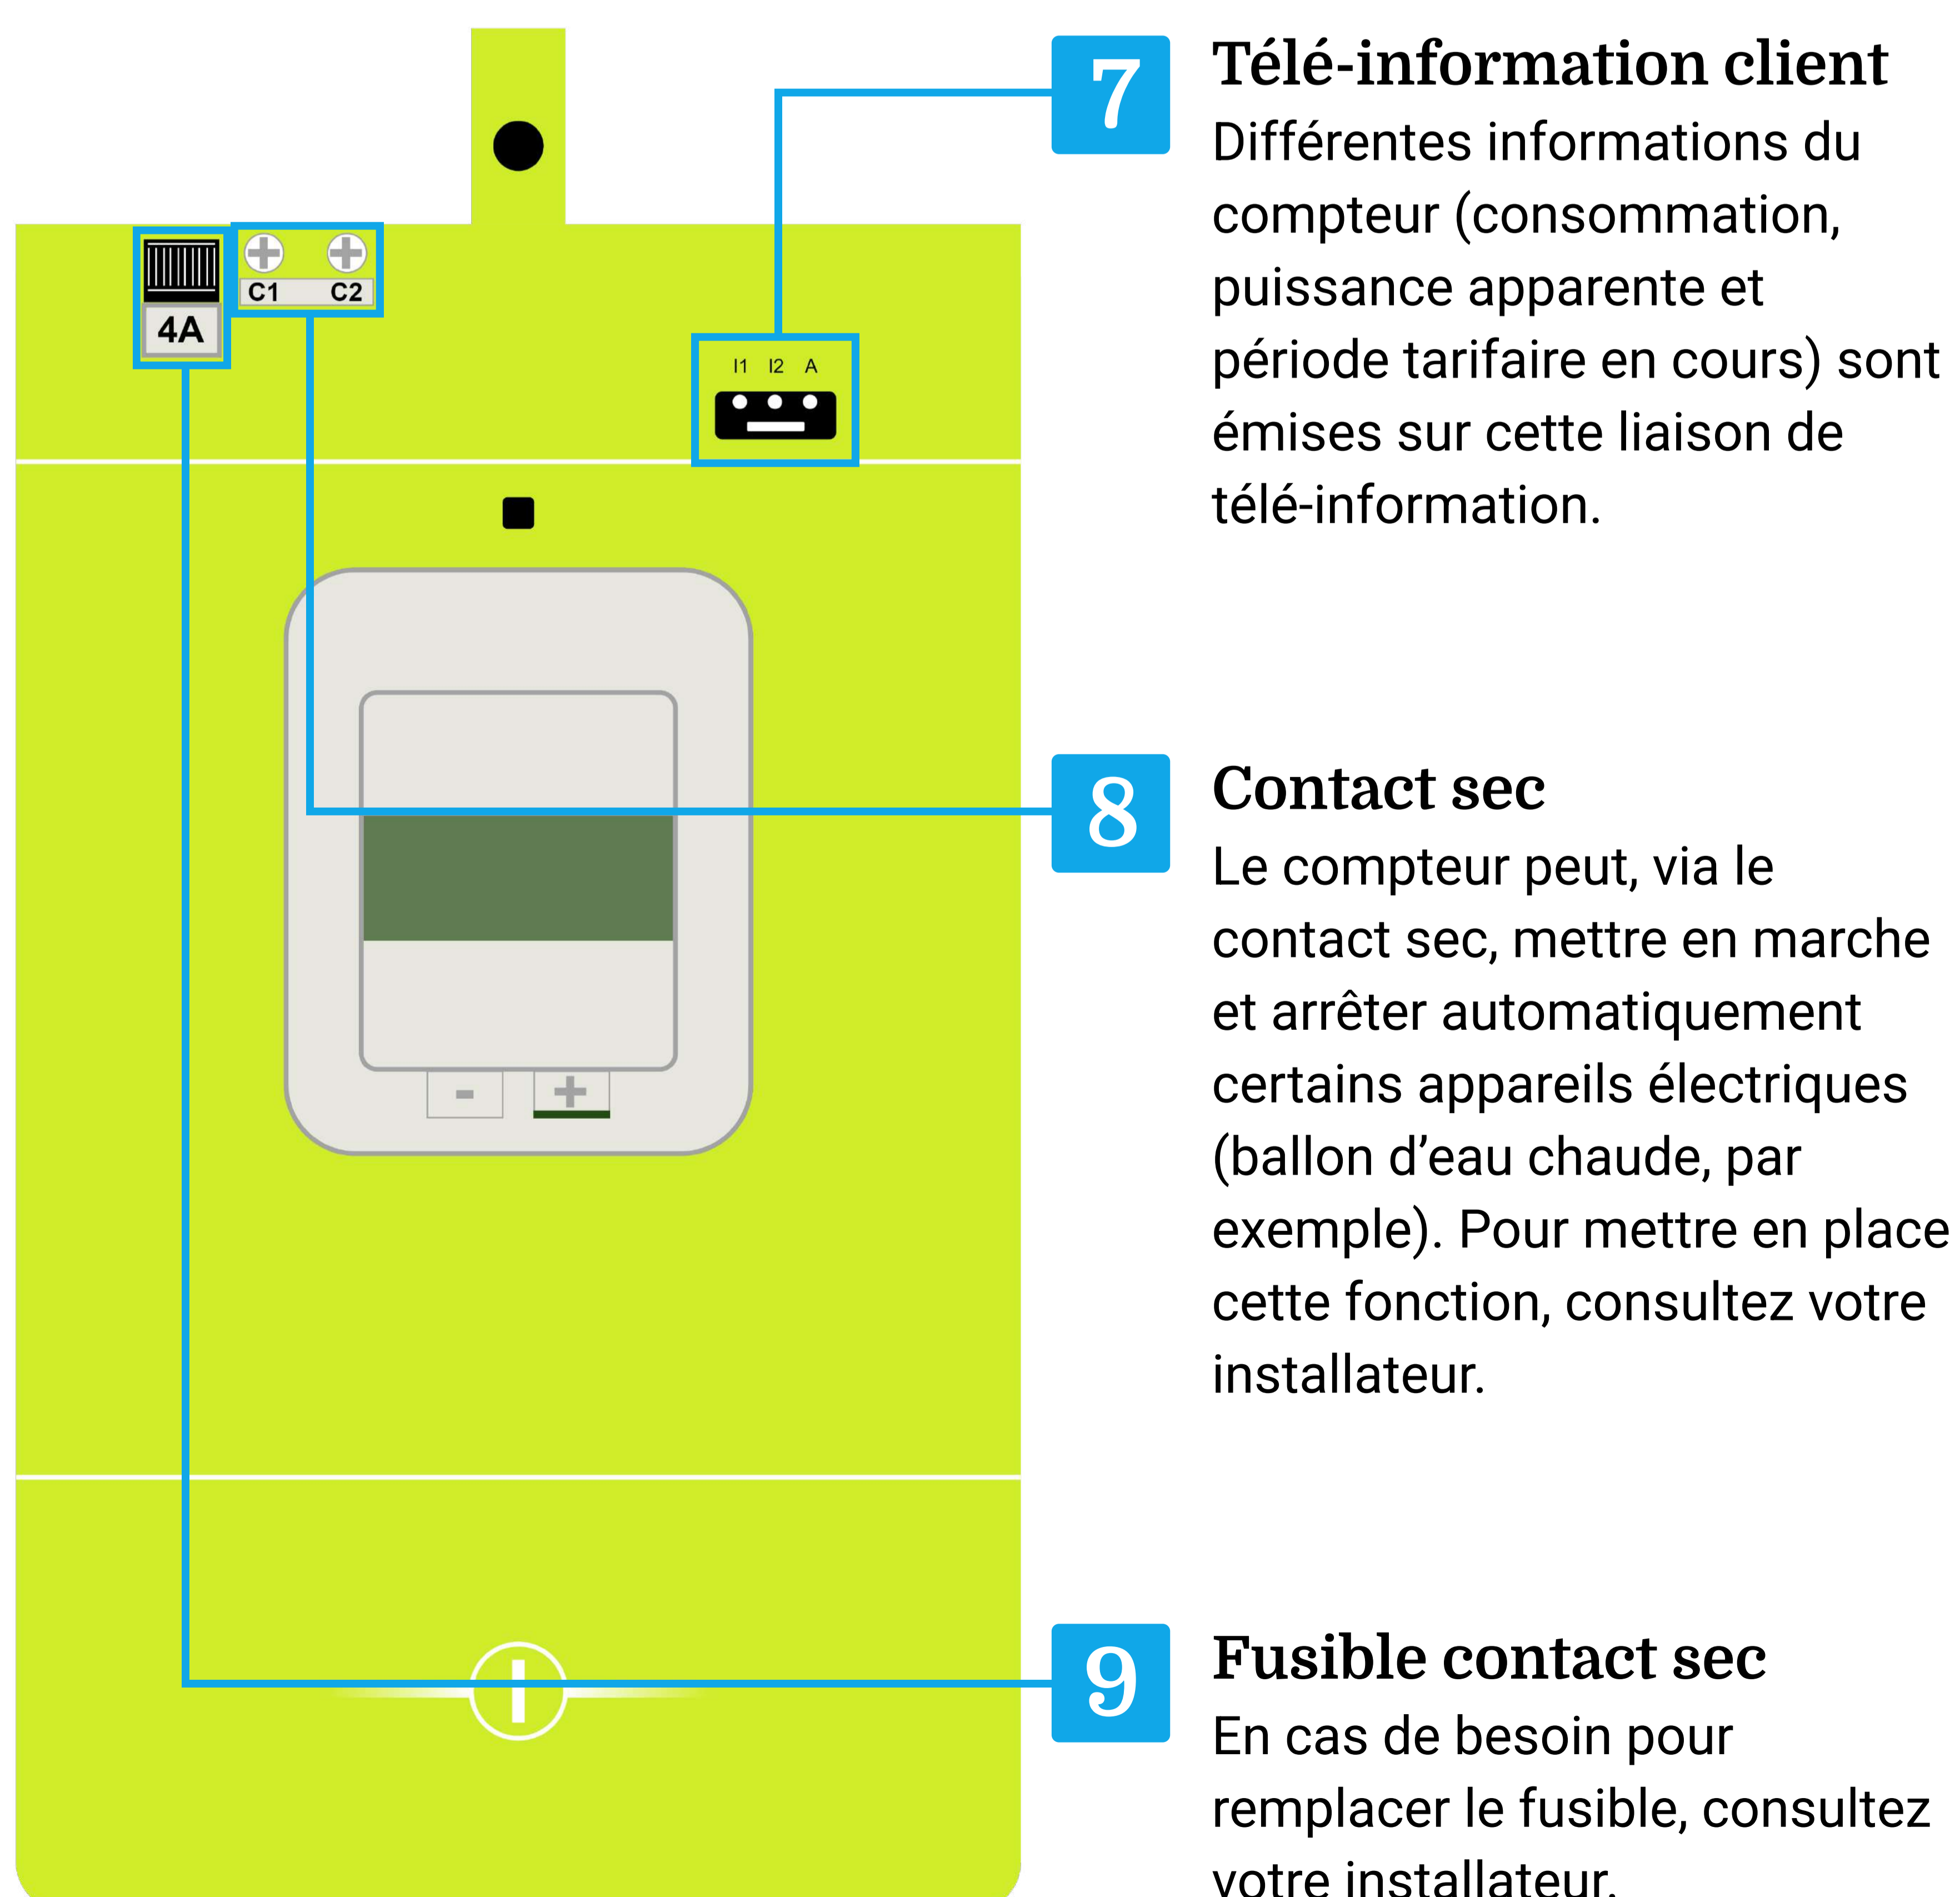 7
Télé-information client
Différentes informations du
compteur (consommation,
puissance apparente et
période tarifaire en cours) sont
émises sur cette liaison de
télé-information.
C1 C2
4A
I1 I2 A
8
Contact sec
Le compteur peut, via le
contact sec, mettre en marche
et arrêter automatiquement
certains appareils électriques
(ballon d’eau chaude, par
exemple). Pour mettre en place
cette fonction, consultez votre
installateur.
- +
9
Fusible contact sec
En cas de besoin pour
remplacer le fusible, consultez
votre installateur.